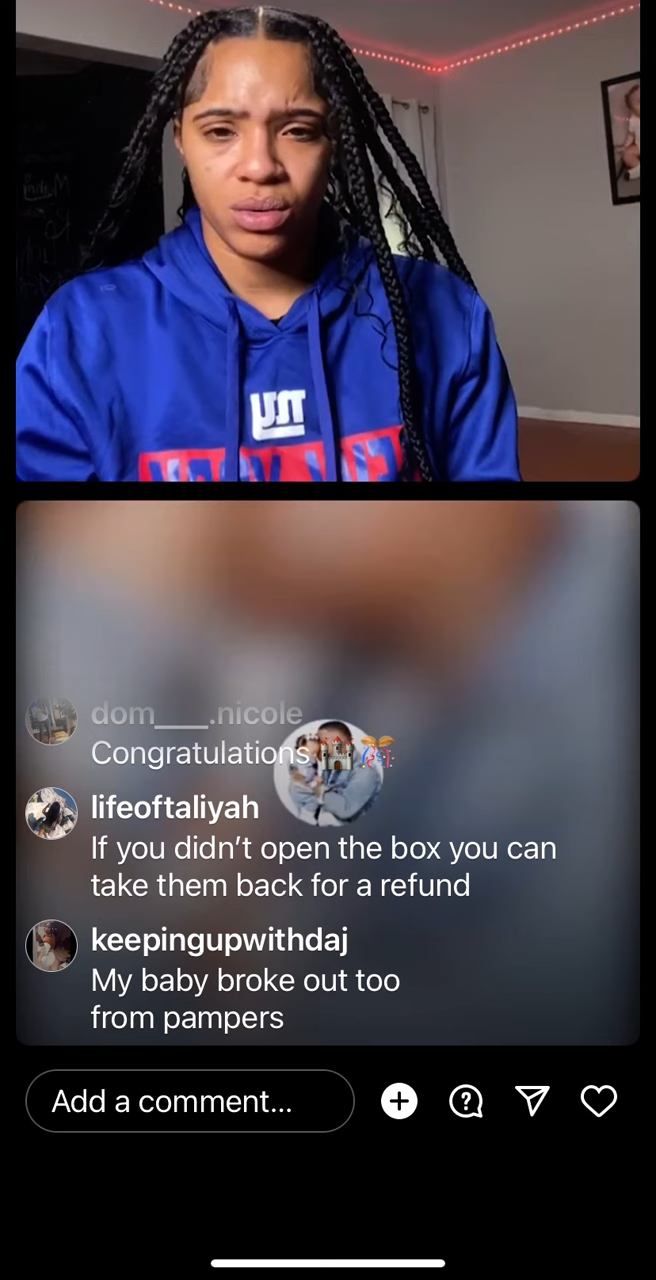 dom___.nicole
Congratulations🏰🎊
lifeoftaliyah
If you didn’t open the box you can
take them back for a refund
keepingupwithdaj
My baby broke out too
from pampers
Add a comment...